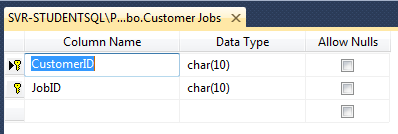 SVR-STUDENTSQL\P...bo.Customer Jobs
Column Name Data Type Allow Nulls
CustomerID char(10)
JobID char(10)